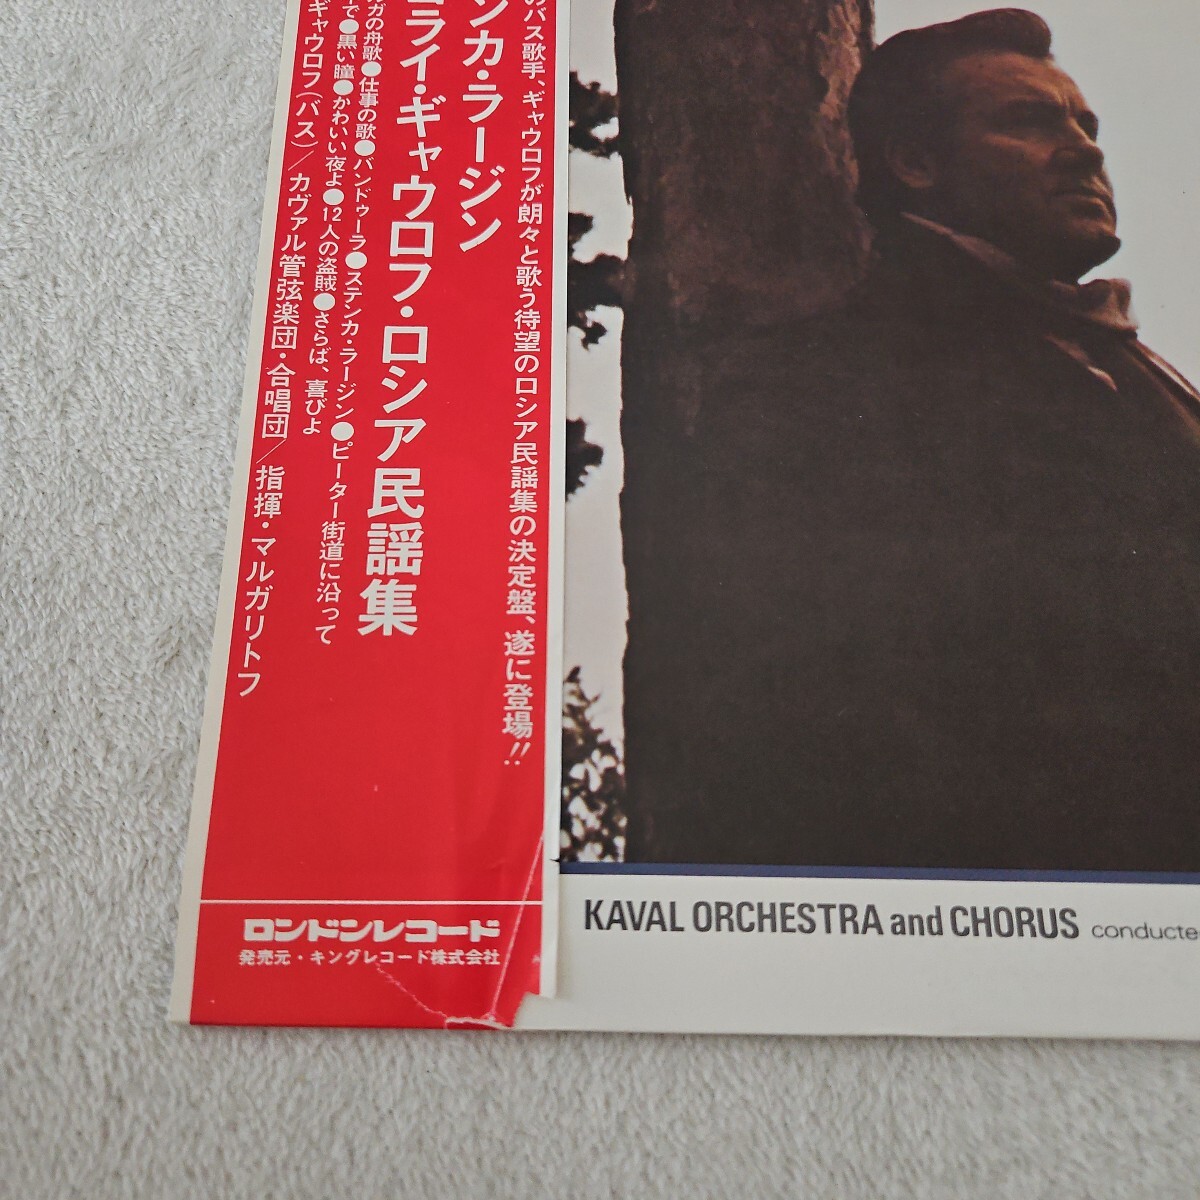 のバス歌手、ギャウロフが朗々と歌う待望のロシア民謡集の決定盤、遂に登場!!
ンカ・ラージン
ライ・ギャウロフ・ロシア民謡集
ガの舟歌●仕事の歌●バンドゥーラ●ステンカ・ラージン●ピーター街道に沿って
で●黒い瞳●かわいい夜よ●12人の盗賊●さらば、喜びよ
ギャウロフ(バス)/カヴァル管弦楽団・合唱団/指揮・マルガリトフ
ロンドンレコード
発売元・キングレコード株式会社
KAVAL ORCHESTRA and CHORUS conducte